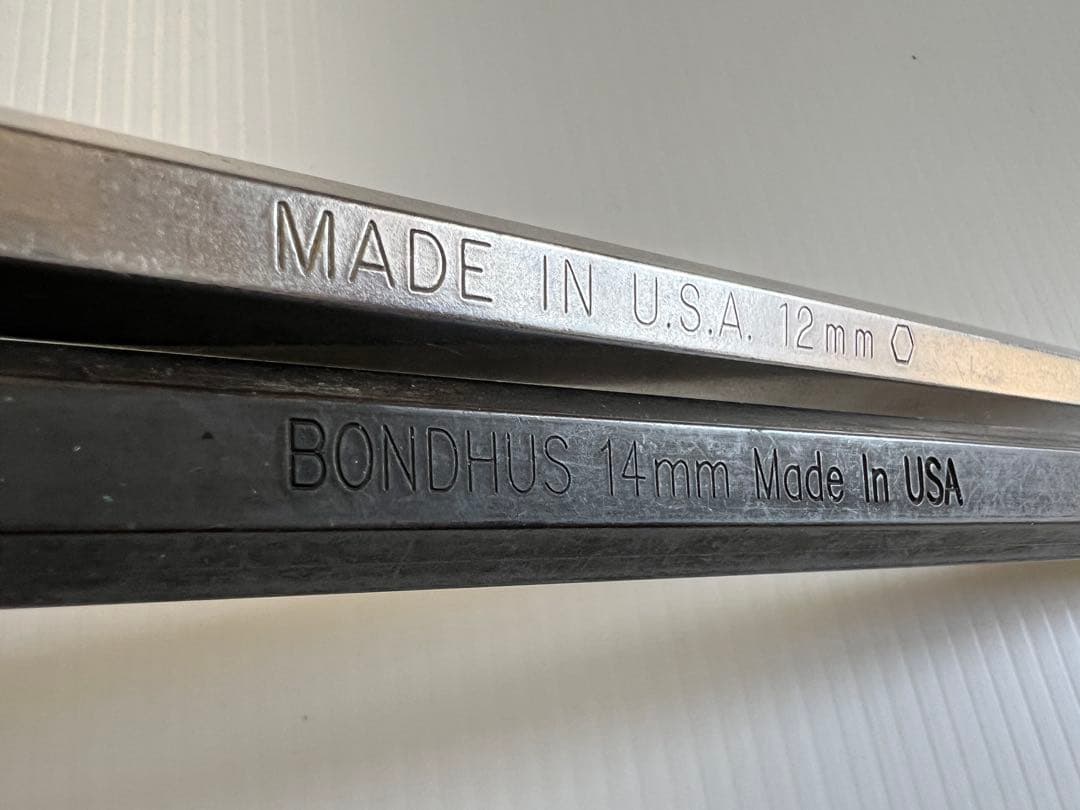 MADE IN U.S.A. 12mm ⬡
BONDHUS 14mm Made In USA